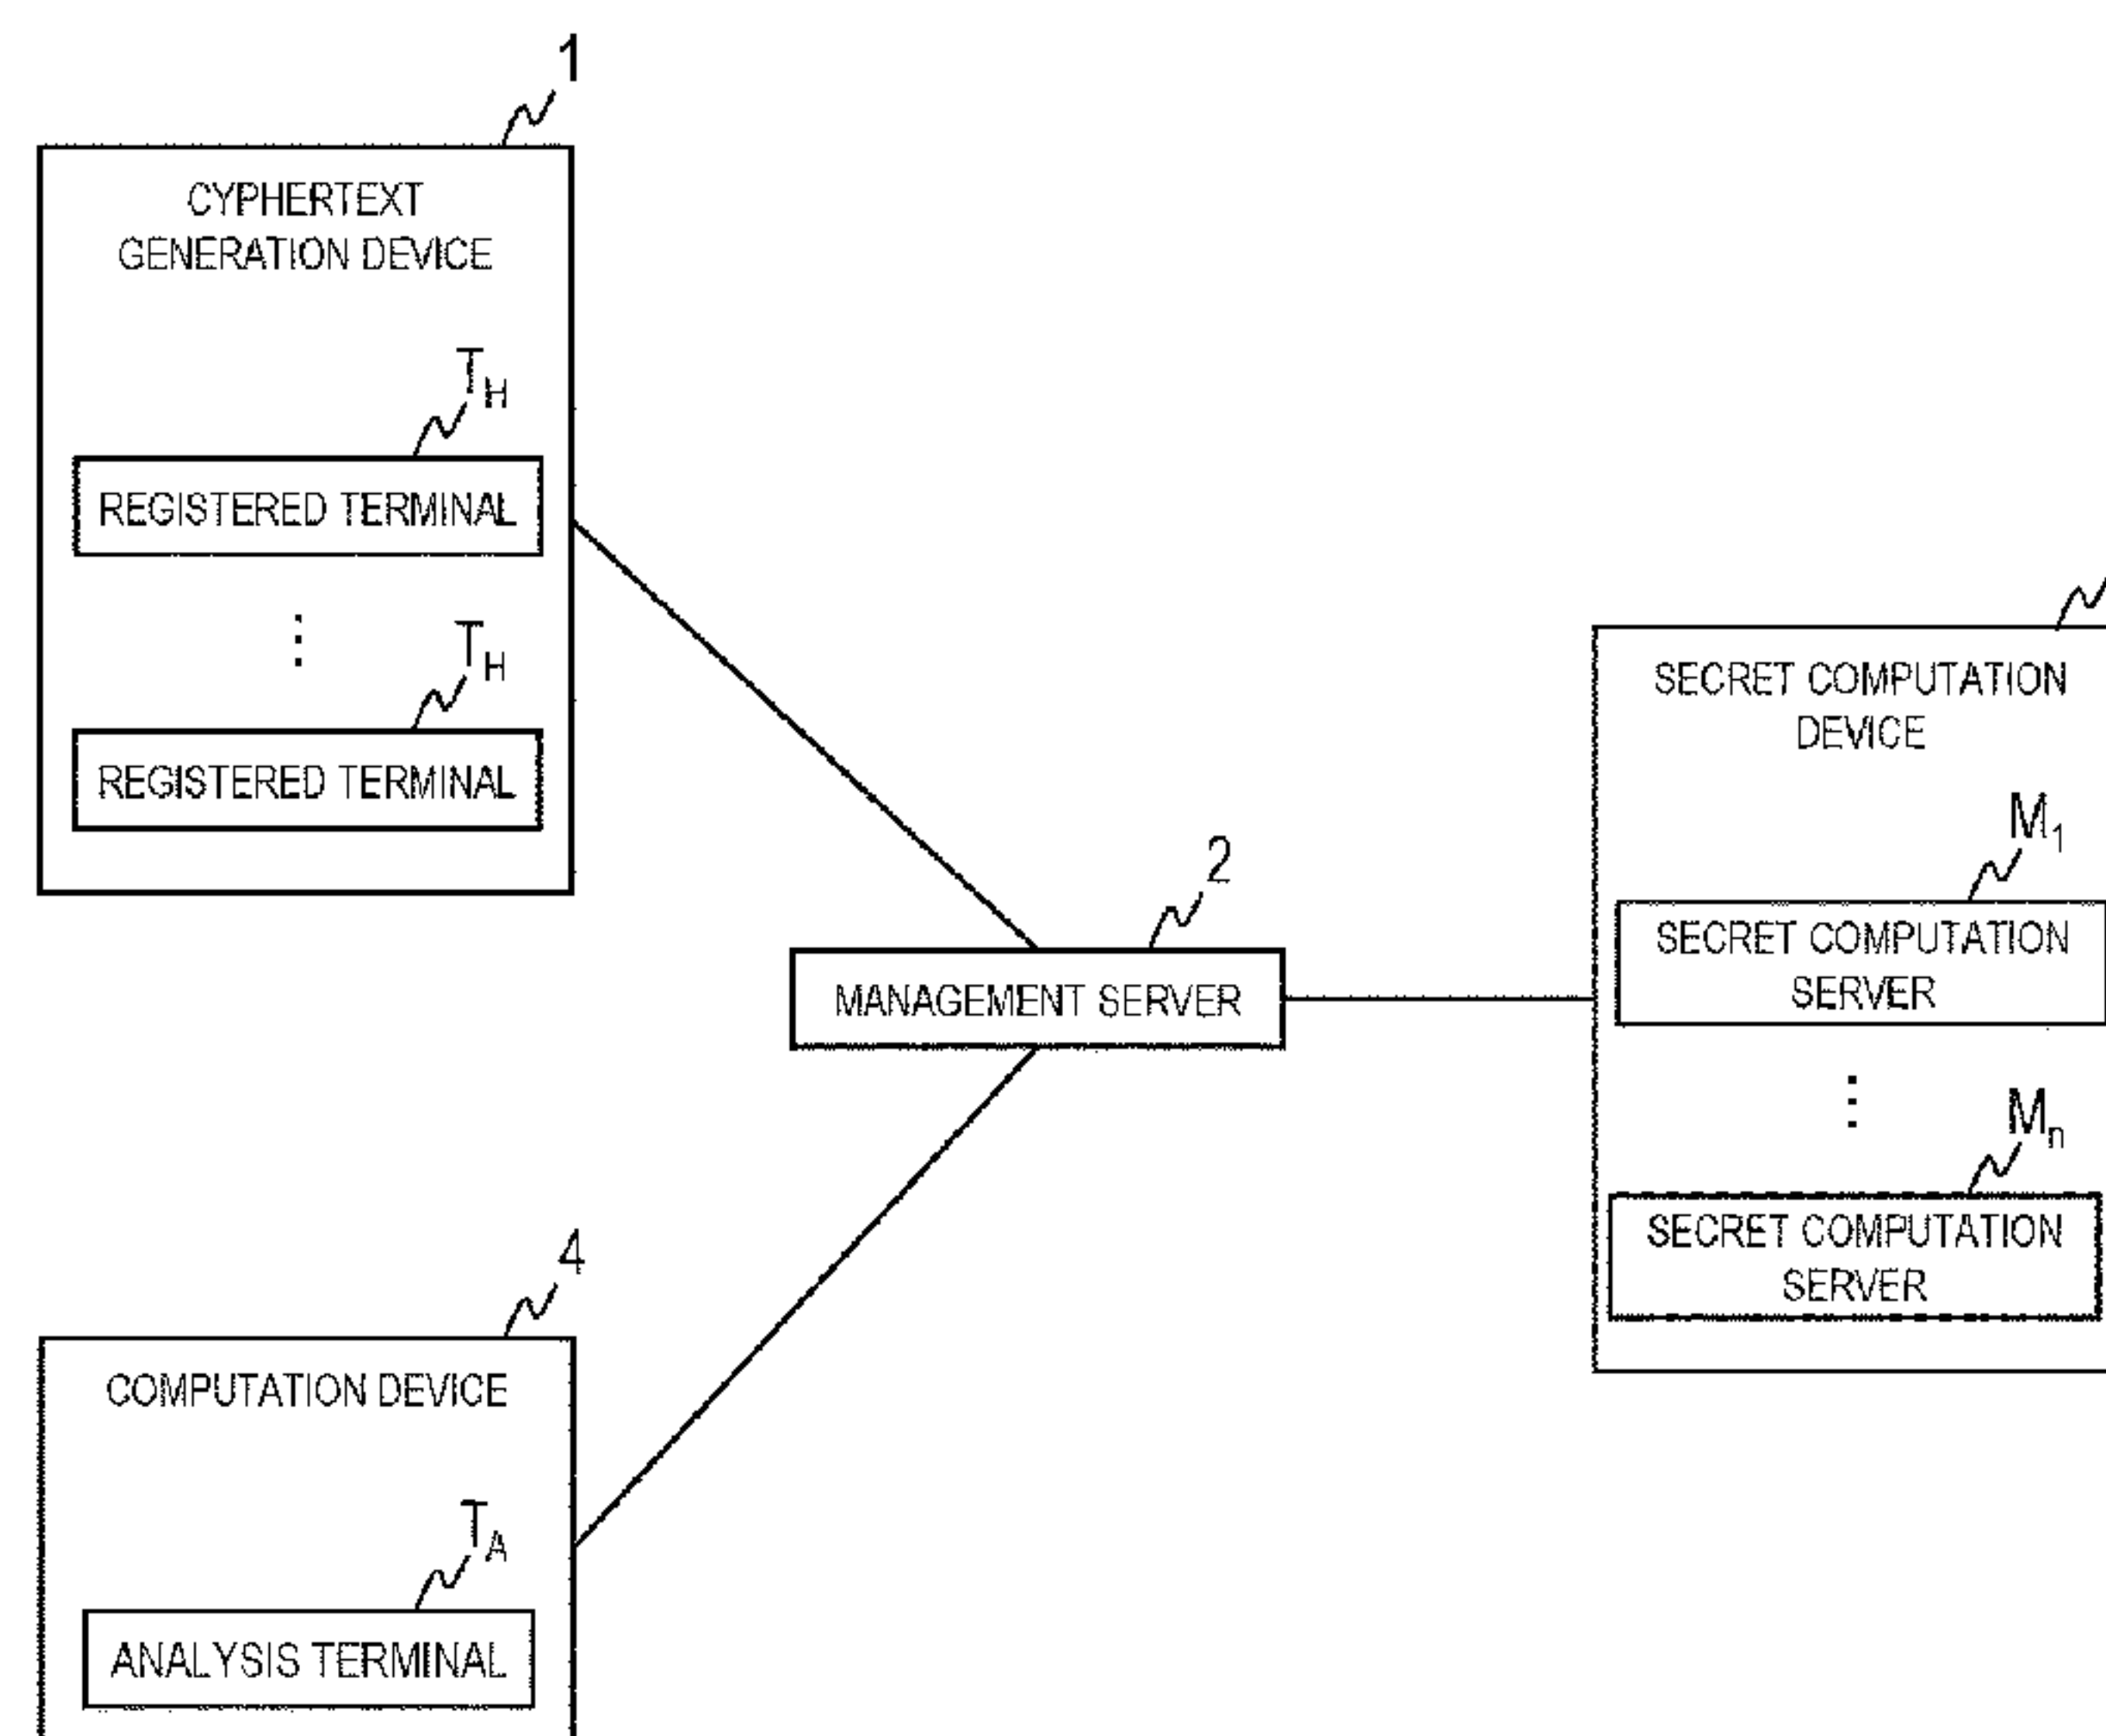 1
CYPHERTEXT
GENERATION DEVICE
T_H
REGISTERED TERMINAL
⋮
T_H
REGISTERED TERMINAL
2
MANAGEMENT SERVER
SECRET COMPUTATION
DEVICE
M_1
SECRET COMPUTATION
SERVER
⋮
M_n
SECRET COMPUTATION
SERVER
4
COMPUTATION DEVICE
T_A
ANALYSIS TERMINAL